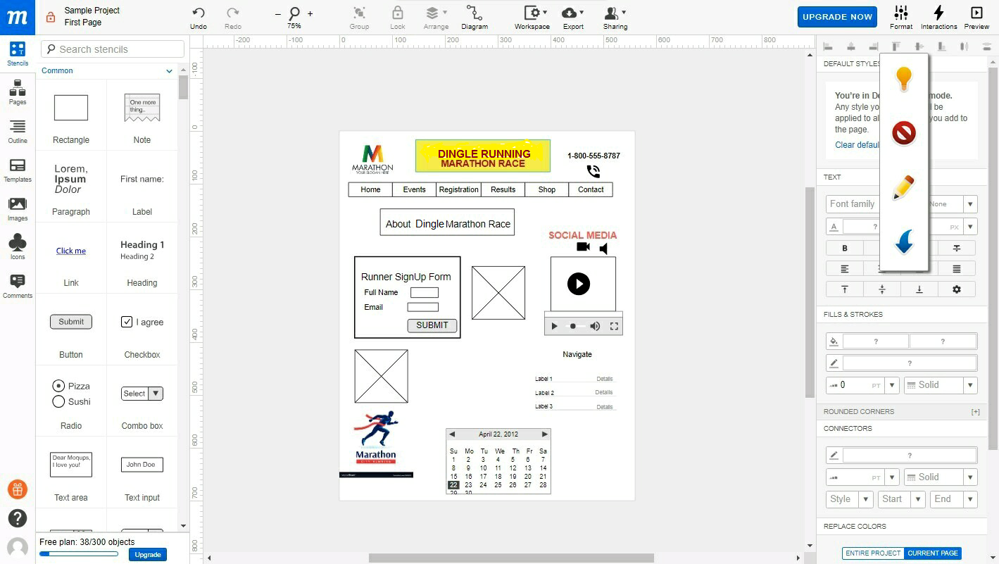 Sample Project
First Page
Undo
Redo
75%
Group
Lock
Arrange
Diagram
Workspace
Export
Sharing
UPGRADE NOW
Format
Interactions
Preview
Stencils
Pages
Outline
Templates
Images
Icons
Comments
Search stencils
Common
One more
thing..
Rectangle
Note
Lorem,
Ipsum
Dolor
First name:
Paragraph
Label
Click me
Heading 1
Heading 2
Link
Heading
Submit
I agree
Button
Checkbox
Pizza
Sushi
Select
Radio
Combo box
Dear Moqups,
I love you!
John Doe
Text area
Text input
Free plan: 38/300 objects
Upgrade
-200 -100 0 100 200 300 400 500 600 700 800
-100
0
100
200
300
400
500
600
700
800
MARATHON
YOUR SLOGAN HERE
DINGLE RUNNING
MARATHON RACE
1-800-555-8787
Home Events Registration Results Shop Contact
About Dingle Marathon Race
SOCIAL MEDIA
Runner SignUp Form
Full Name
Email
SUBMIT
Navigate
Label 1 Details
Label 2 Details
Label 3 Details
Marathon
April 22, 2012
Su Mo Tu We Th Fr Sa
1 2 3 4 5 6 7
8 9 10 11 12 13 14
15 16 17 18 19 20 21
22 23 24 25 26 27 28
29 30
DEFAULT STYLES
You're in De mode.
Any style you ll be
applied to al you add to
the page.
Clear defaul
TEXT
Font family
None
A ? PX
B
FILLS & STROKES
? ?
?
0 PT Solid
ROUNDED CORNERS [+]
CONNECTORS
?
PT Solid
Style Start End
REPLACE COLORS
ENTIRE PROJECT CURRENT PAGE